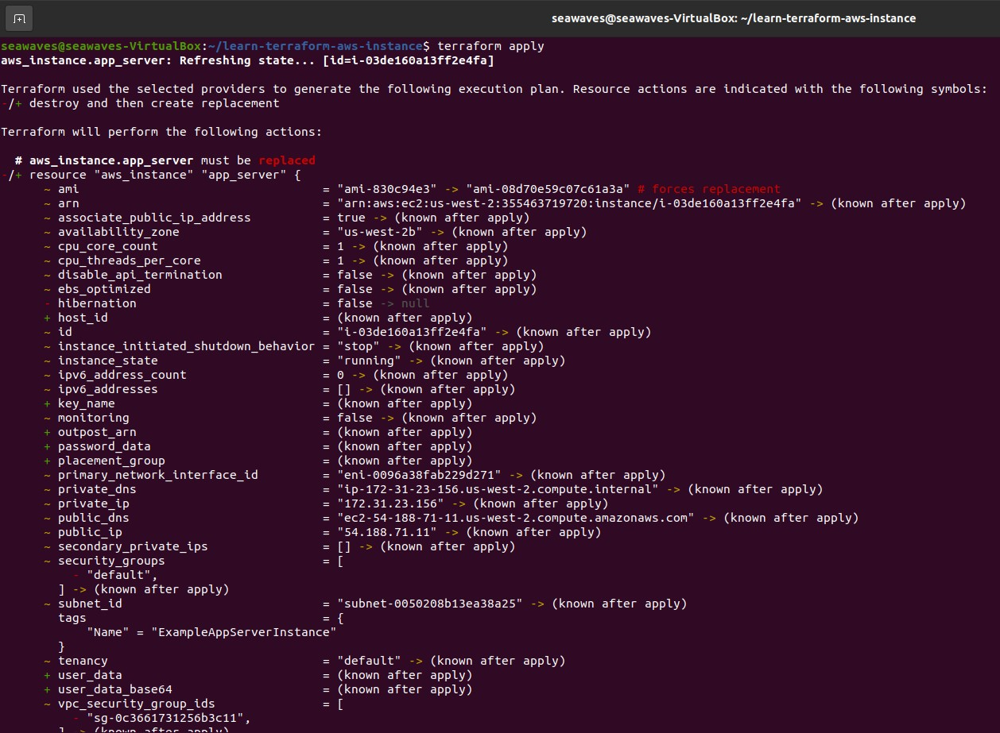 seawaves@seawaves-VirtualBox: ~/learn-terraform-aws-instance
seawaves@seawaves-VirtualBox:~/learn-terraform-aws-instance$ terraform apply
aws_instance.app_server: Refreshing state... [id=i-03de160a13ff2e4fa]
Terraform used the selected providers to generate the following execution plan. Resource actions are indicated with the following symbols:
-/+ destroy and then create replacement
Terraform will perform the following actions:
# aws_instance.app_server must be replaced
-/+ resource "aws_instance" "app_server" {
~ ami = "ami-830c94e3" -> "ami-08d70e59c07c61a3a" # forces replacement
~ arn = "arn:aws:ec2:us-west-2:355463719720:instance/i-03de160a13ff2e4fa" -> (known after apply)
~ associate_public_ip_address = true -> (known after apply)
~ availability_zone = "us-west-2b" -> (known after apply)
~ cpu_core_count = 1 -> (known after apply)
~ cpu_threads_per_core = 1 -> (known after apply)
~ disable_api_termination = false -> (known after apply)
~ ebs_optimized = false -> (known after apply)
- hibernation = false -> null
+ host_id = (known after apply)
~ id = "i-03de160a13ff2e4fa" -> (known after apply)
~ instance_initiated_shutdown_behavior = "stop" -> (known after apply)
~ instance_state = "running" -> (known after apply)
~ ipv6_address_count = 0 -> (known after apply)
~ ipv6_addresses = [] -> (known after apply)
+ key_name = (known after apply)
~ monitoring = false -> (known after apply)
+ outpost_arn = (known after apply)
+ password_data = (known after apply)
+ placement_group = (known after apply)
~ primary_network_interface_id = "eni-0096a38fab229d271" -> (known after apply)
~ private_dns = "ip-172-31-23-156.us-west-2.compute.internal" -> (known after apply)
~ private_ip = "172.31.23.156" -> (known after apply)
~ public_dns = "ec2-54-188-71-11.us-west-2.compute.amazonaws.com" -> (known after apply)
~ public_ip = "54.188.71.11" -> (known after apply)
~ secondary_private_ips = [] -> (known after apply)
~ security_groups = [
- "default",
] -> (known after apply)
~ subnet_id = "subnet-0050208b13ea38a25" -> (known after apply)
tags = {
"Name" = "ExampleAppServerInstance"
}
~ tenancy = "default" -> (known after apply)
+ user_data = (known after apply)
+ user_data_base64 = (known after apply)
~ vpc_security_group_ids = [
- "sg-0c3661731256b3c11",
] -> (known after apply)